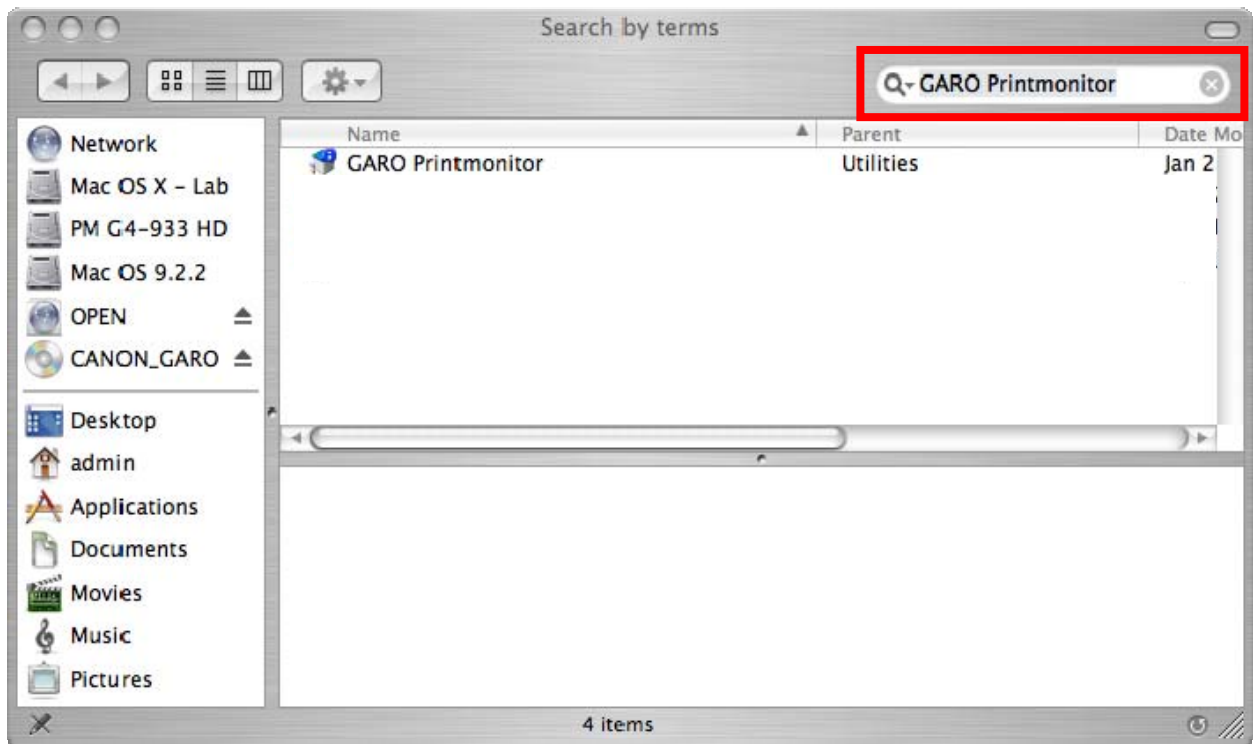 Search by terms
GARO Printmonitor
Name Parent Date Mo
GARO Printmonitor Utilities Jan 2
Network
Mac OS X - Lab
PM G4-933 HD
Mac OS 9.2.2
OPEN
CANON_GARO
Desktop
admin
Applications
Documents
Movies
Music
Pictures
4 items